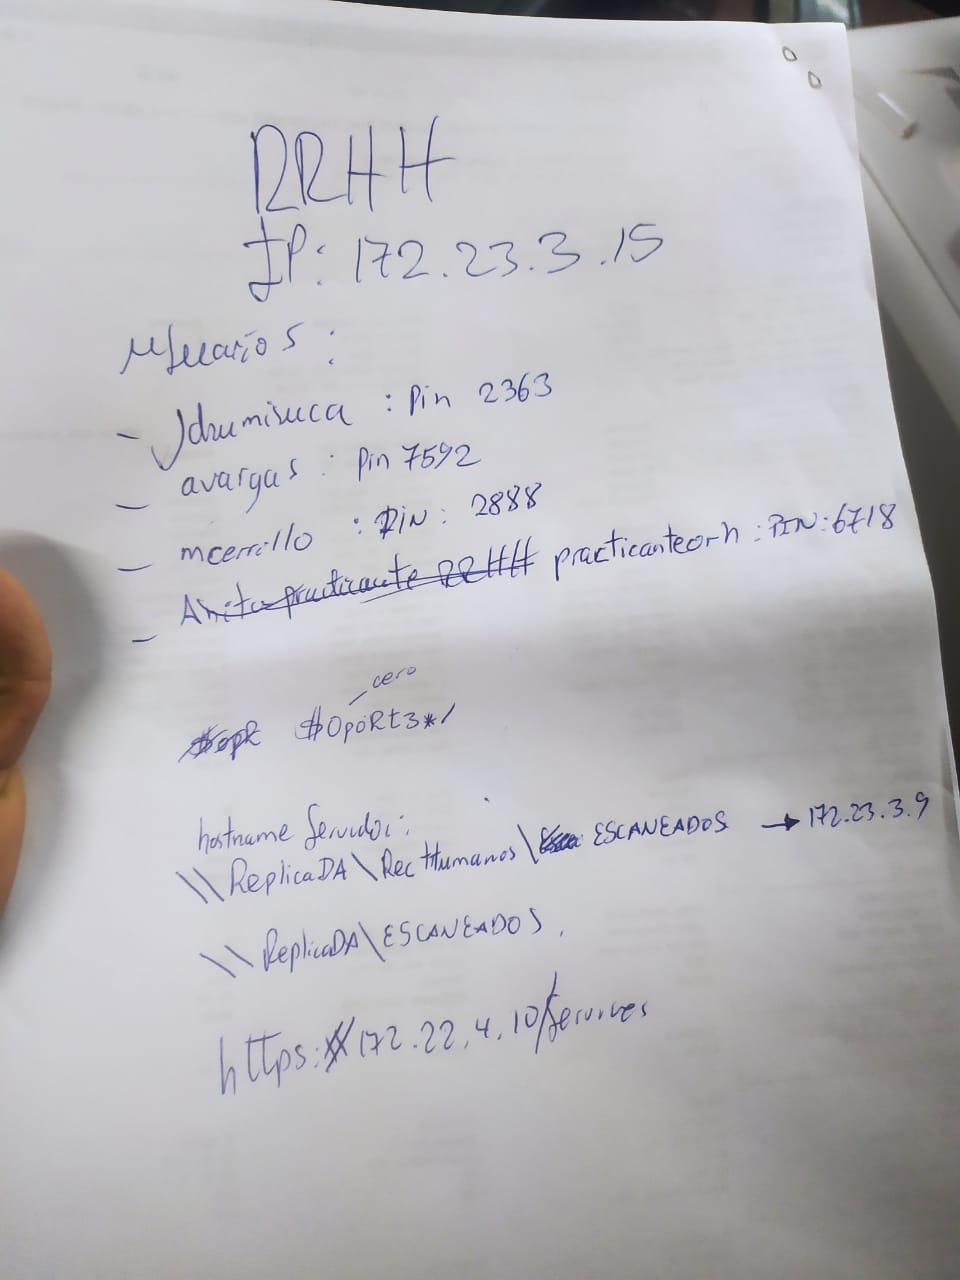 RRHH
IP: 172.23.3.15
Usuarios:
- Jdrumisuca : Pin 2363
- avargas : Pin 7592
- mcerrillo : PIN: 2888
- Anita practicante RRHH practicanteorh : PIN: 6718
cero
$opR $0poRt3*/
hostname Servidor:
\\ReplicaDA\RecHumanos\Esca ESCANEADOS → 172.23.3.9
\\ReplicaDA\ESCANEADOS.
https://172.22.4.10/Services